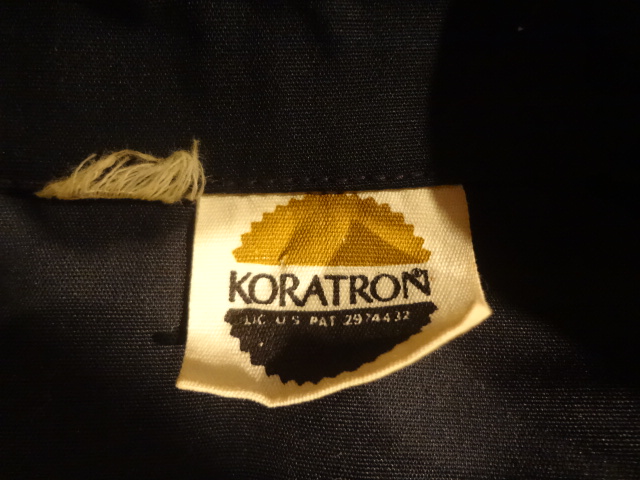 KORATRON®
LIC U S PAT 2974432